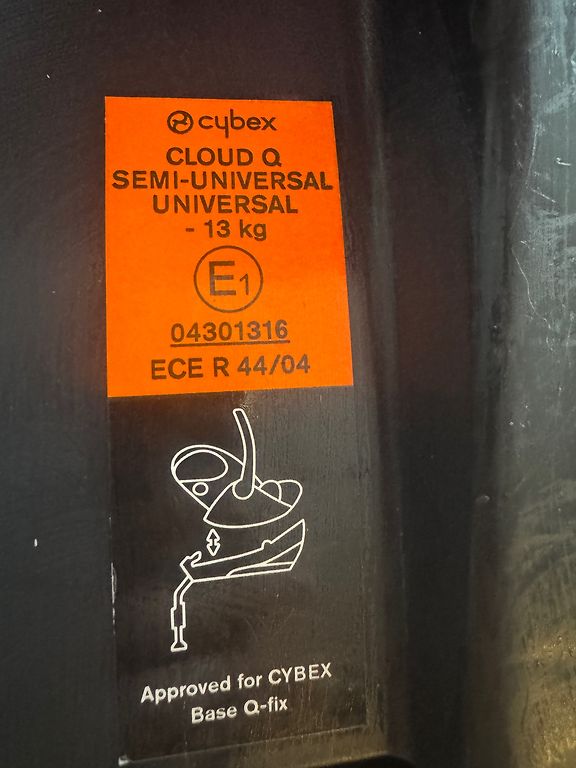 cybex
CLOUD Q
SEMI-UNIVERSAL
UNIVERSAL
- 13 kg
E1
04301316
ECE R 44/04
Approved for CYBEX
Base Q-fix